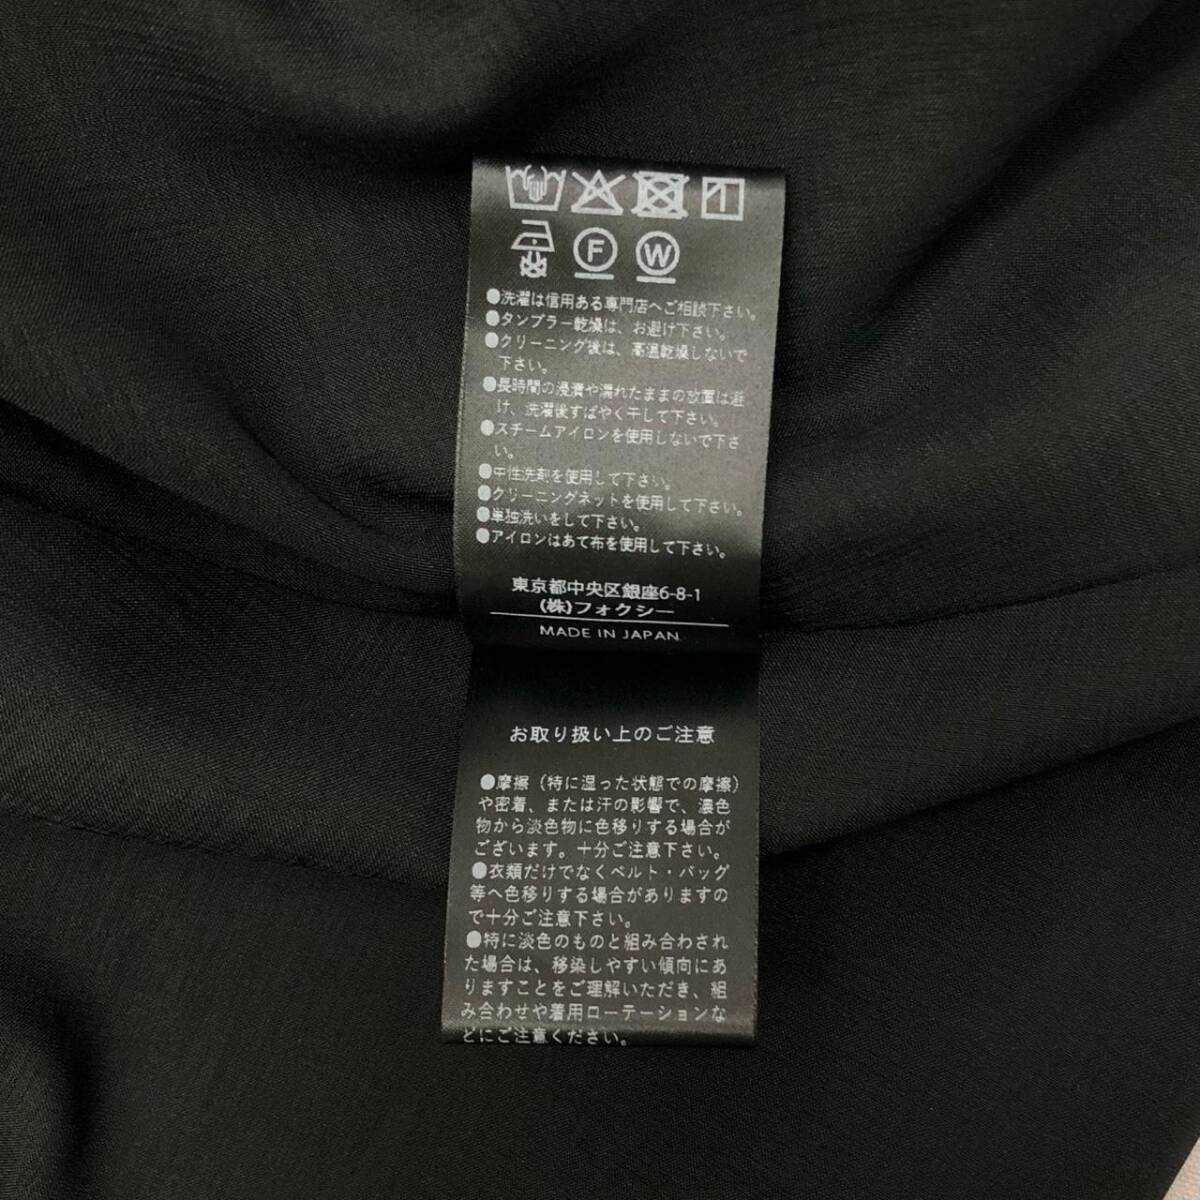 F W
●洗濯は信用ある専門店へご相談下さい。
●タンブラー乾燥は、お避け下さい。
●クリーニング後は、高温乾燥しないで
下さい。
●長時間の浸漬や濡れたままの放置は避
け、洗濯後すばやく干して下さい。
●スチームアイロンを使用しないで下さ
い。
●中性洗剤を使用して下さい。
●クリーニングネットを使用して下さい。
●単独洗いをして下さい。
●アイロンはあて布を使用して下さい。
東京都中央区銀座6-8-1
(株)フォクシー
MADE IN JAPAN
お取り扱い上のご注意
●摩擦（特に湿った状態での摩擦）
や密着、または汗の影響で、濃色
物から淡色物に色移りする場合が
ございます。十分ご注意下さい。
●衣類だけでなくベルト・バッグ
等へ色移りする場合がありますの
で十分ご注意下さい。
●特に淡色のものと組み合わされ
た場合は、移染しやすい傾向にあ
りますことをご理解いただき、組
み合わせや着用ローテーションな
どにご注意ください。